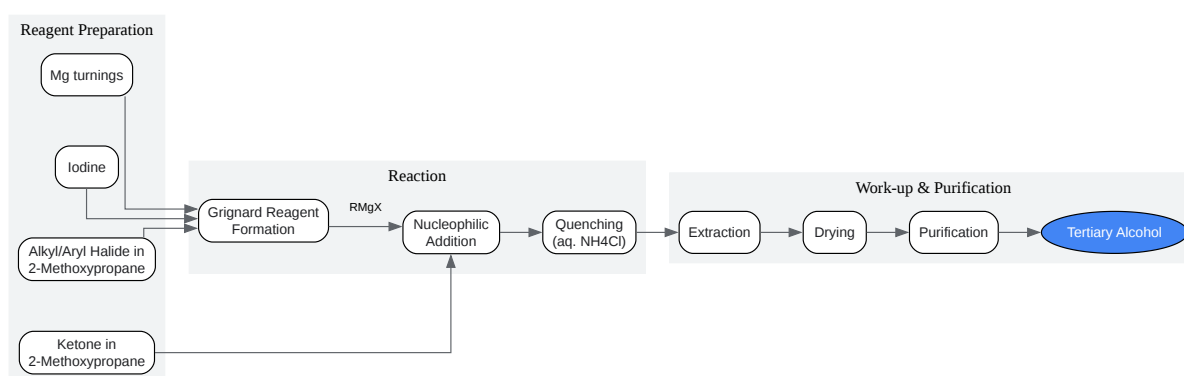 Reagent Preparation
Mg turnings
Iodine
Alkyl/Aryl Halide in
2-Methoxypropane
Ketone in
2-Methoxypropane
Reaction
Grignard Reagent
Formation
RMgX
Nucleophilic
Addition
Quenching
(aq. NH4Cl)
Work-up & Purification
Extraction
Drying
Purification
Tertiary Alcohol